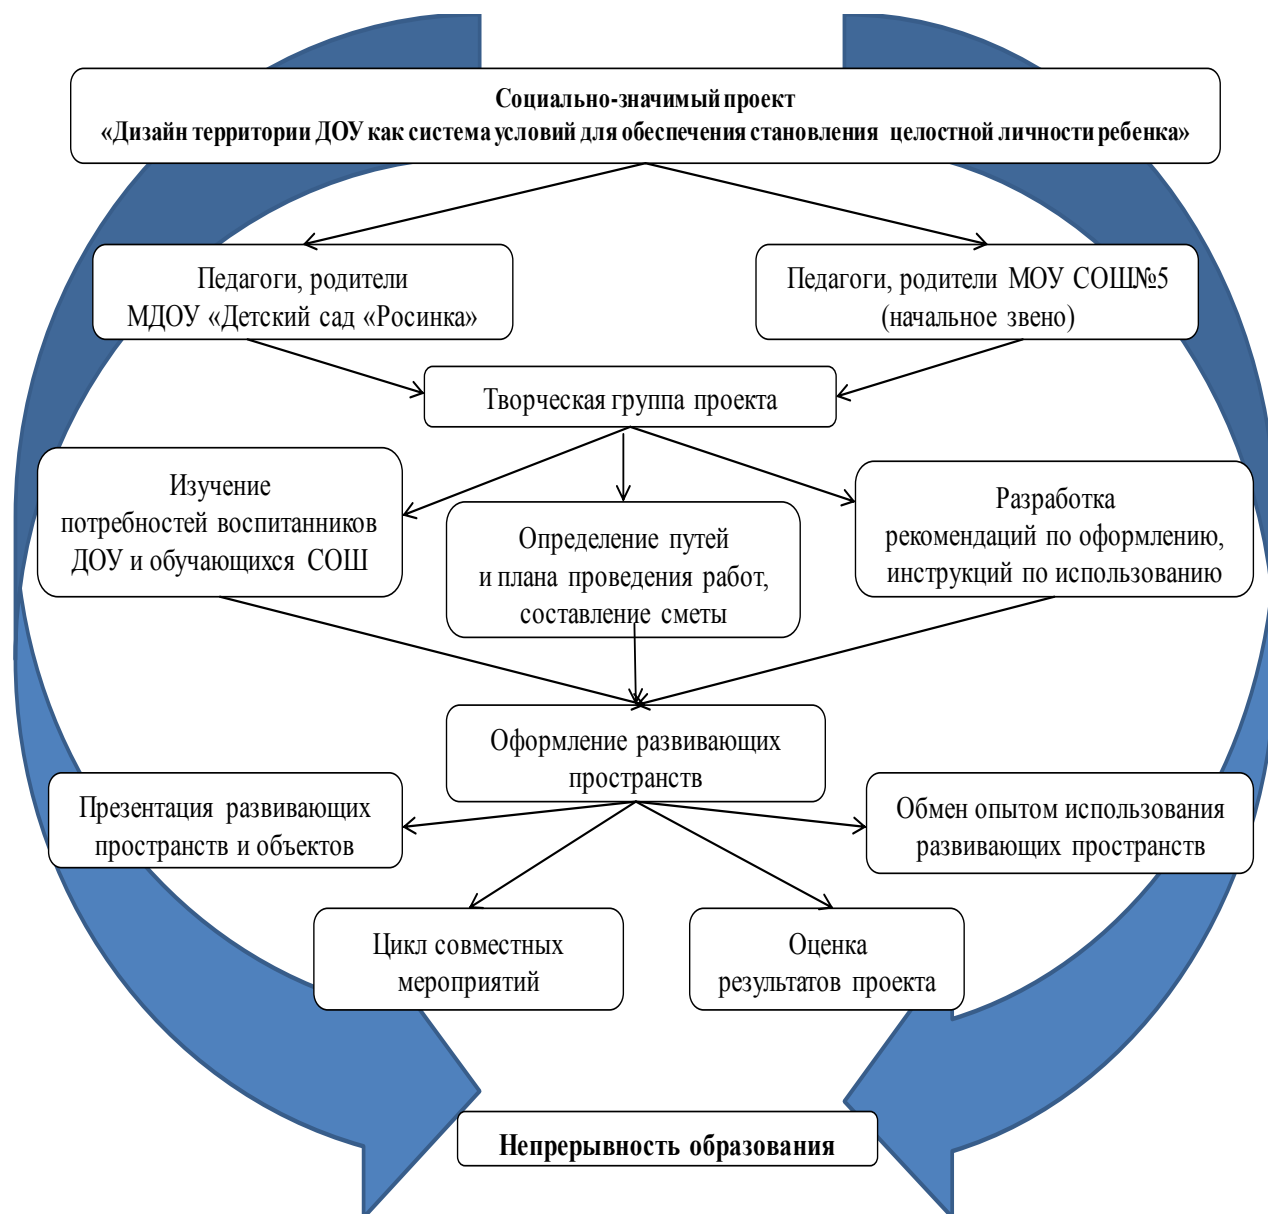 Социально-значимый проект
«Дизайн территории ДОУ как система условий для обеспечения становления целостной личности ребенка»
Педагоги, родители
МДОУ «Детский сад «Росинка»
Педагоги, родители МОУ СОШ№5
(начальное звено)
Творческая группа проекта
Изучение
потребностей воспитанников
ДОУ и обучающихся СОШ
Определение путей
и плана проведения работ,
составление сметы
Разработка
рекомендаций по оформлению,
инструкций по использованию
Оформление развивающих
пространств
Презентация развивающих
пространств и объектов
Обмен опытом использования
развивающих пространств
Цикл совместных
мероприятий
Оценка
результатов проекта
Непрерывность образования